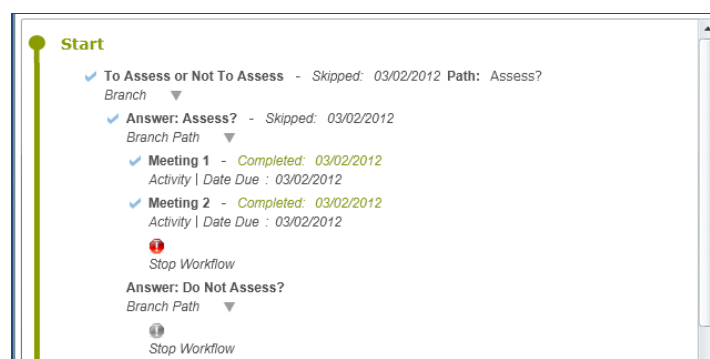 Start
To Assess or Not To Assess - Skipped: 03/02/2012 Path: Assess?
Branch
Answer: Assess? - Skipped: 03/02/2012
Branch Path
Meeting 1 - Completed: 03/02/2012
Activity | Date Due : 03/02/2012
Meeting 2 - Completed: 03/02/2012
Activity | Date Due : 03/02/2012
Stop Workflow
Answer: Do Not Assess?
Branch Path
Stop Workflow